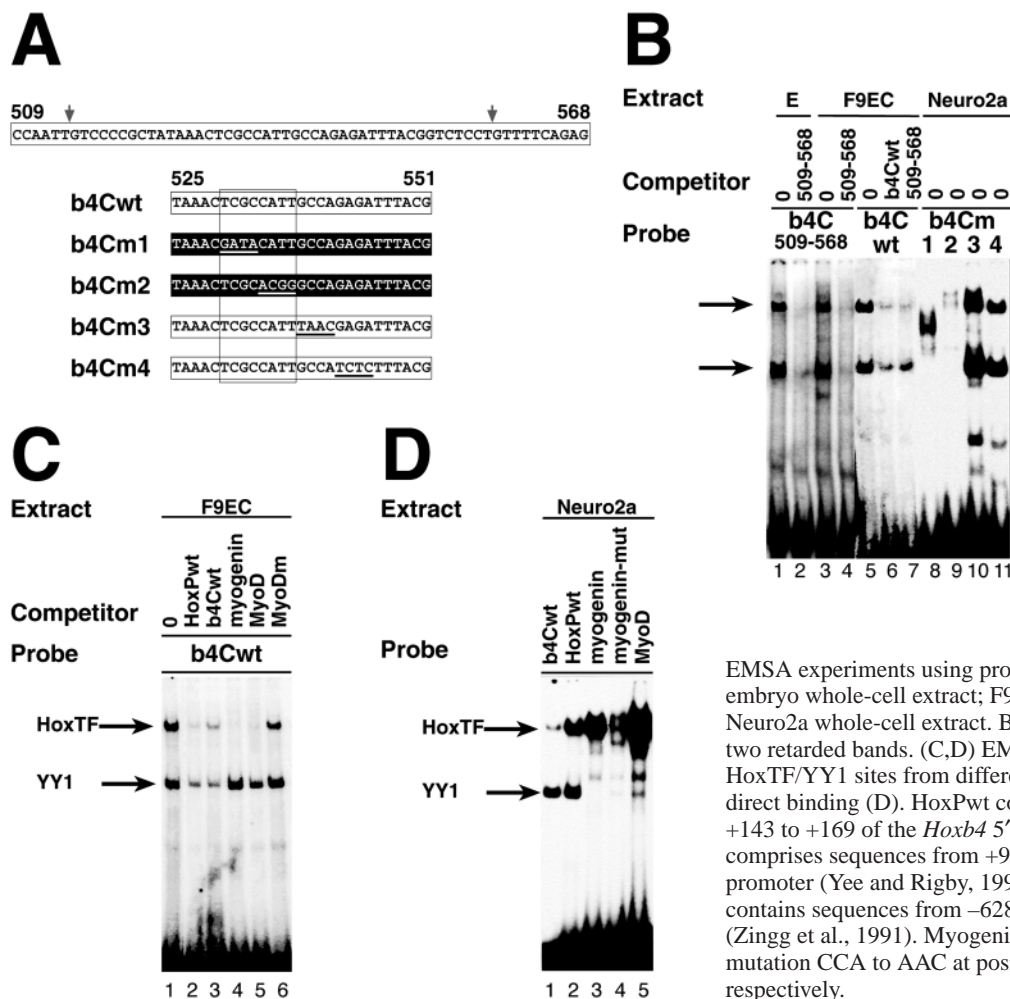 A
509 568
CCAATTGTCCCCGCTATAAACTCGCCATTGCCAGAGATTTACGGTCTCCTGTTTTCAGAG
525 551
b4Cwt TAAACTCGCCATTGCCAGAGATTTACG
b4Cm1 TAAACGATACATTGCCAGAGATTTACG
b4Cm2 TAAACTCGCACGGGCCAGAGATTTACG
b4Cm3 TAAACTCGCCATTTAACGAGATTTACG
b4Cm4 TAAACTCGCCATTGCCATCTCTTTACG
B
Extract E F9EC Neuro2a
Competitor 0 509-568 0 509-568 0 b4Cwt 509-568 0 0 0 0
Probe b4C 509-568 b4C wt b4Cm 1 2 3 4
1 2 3 4 5 6 7 8 9 10 11
C
Extract F9EC
Competitor 0 HoxPwt b4Cwt myogenin MyoD MyoDm
Probe b4Cwt
HoxTF
YY1
1 2 3 4 5 6
D
Extract Neuro2a
Probe b4Cwt HoxPwt myogenin myogenin-mut MyoD
HoxTF
YY1
1 2 3 4 5
EMSA experiments using pro
embryo whole-cell extract; F9
Neuro2a whole-cell extract. B
two retarded bands. (C,D) EM
HoxTF/YY1 sites from differe
direct binding (D). HoxPwt co
+143 to +169 of the Hoxb4 5′
comprises sequences from +9
promoter (Yee and Rigby, 199
contains sequences from –628
(Zingg et al., 1991). Myogeni
mutation CCA to AAC at pos
respectively.